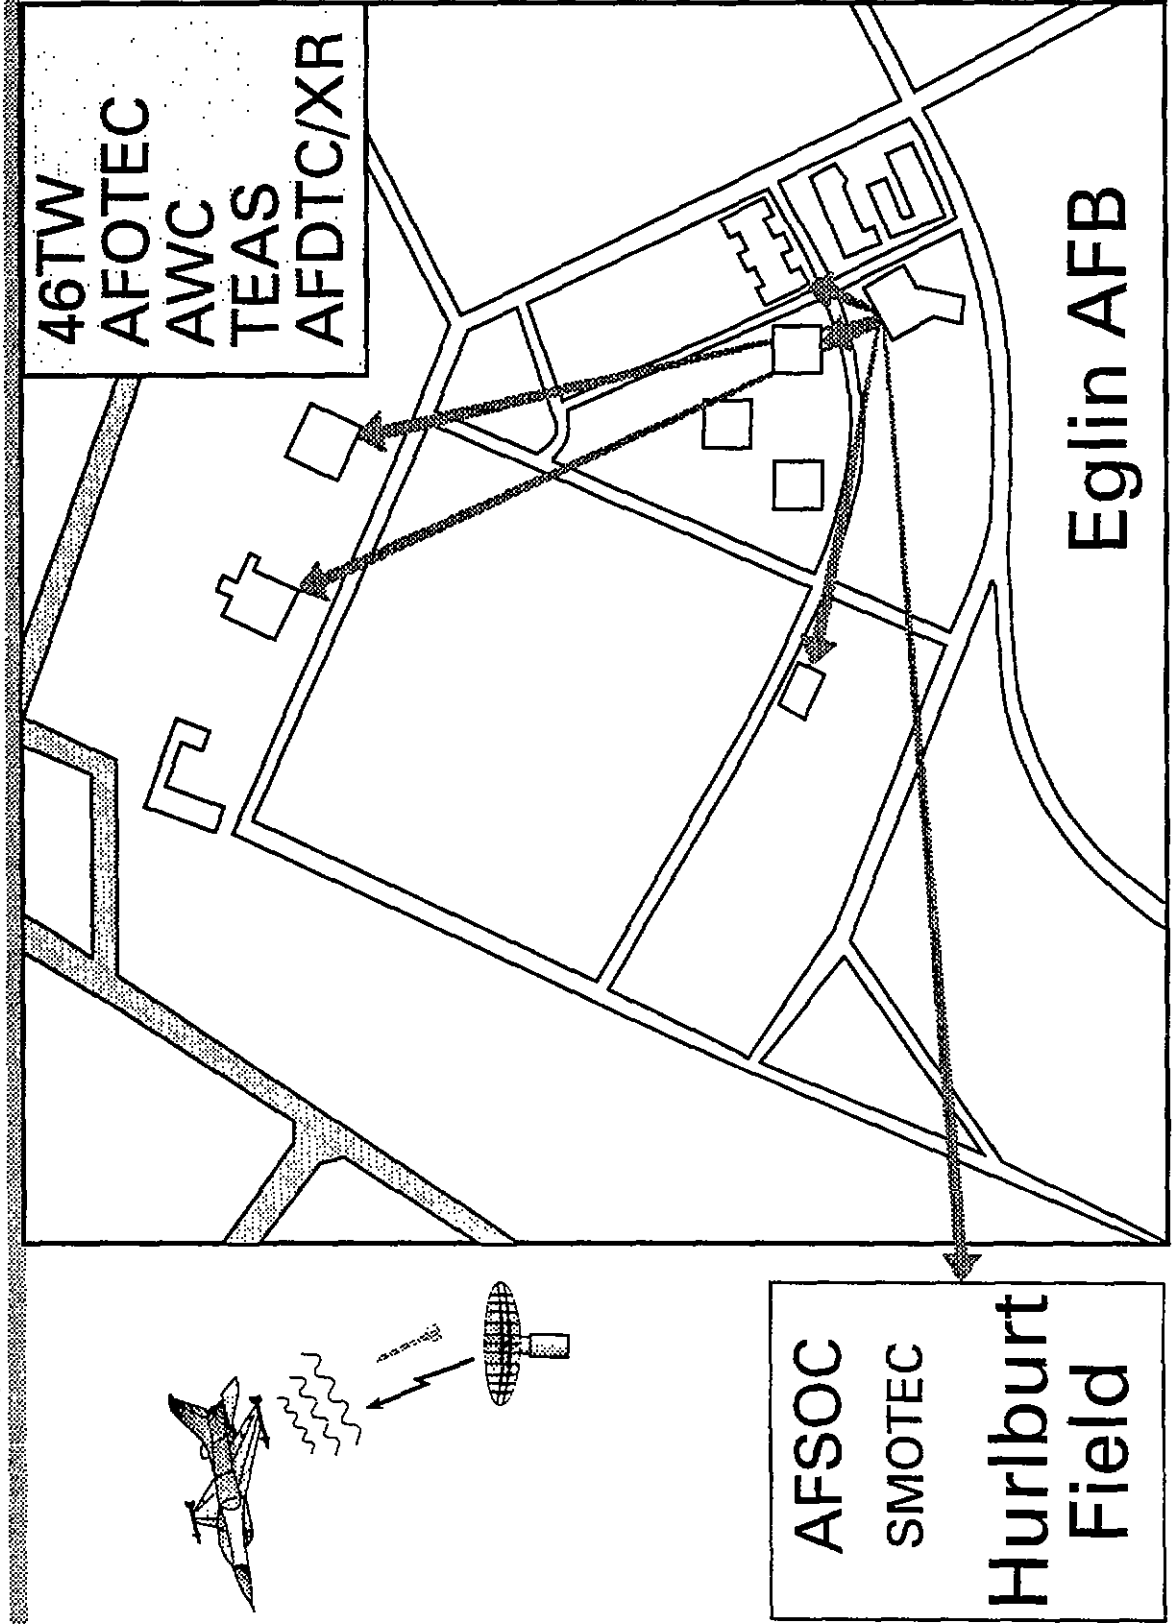 46TW
AFOTEC
AWC
TEAS
AFDTC/XR
Eglin AFB
AFSOC
SMOTEC
Hurlburt
Field